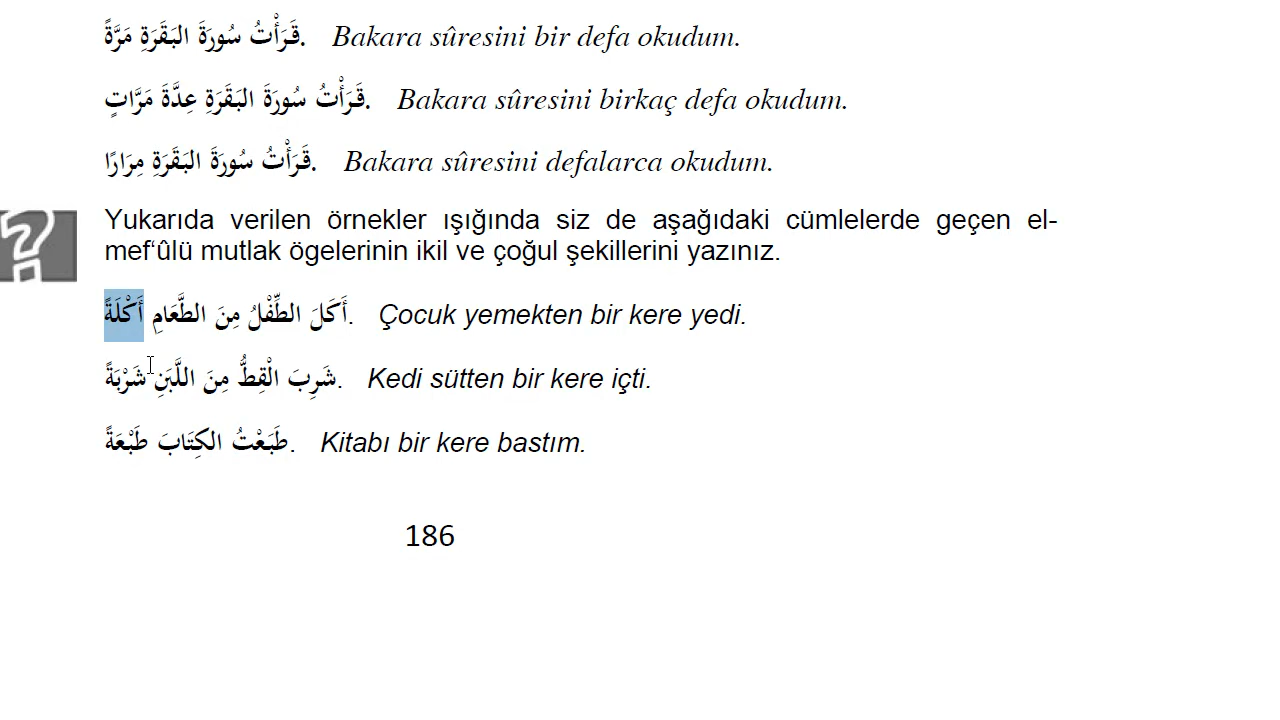 قَرَأْتُ سُورَةَ البَقَرَةِ مَرَّةً. Bakara sûresini bir defa okudum.
قَرَأْتُ سُورَةَ البَقَرَةِ عِدَّةَ مَرَّاتٍ. Bakara sûresini birkaç defa okudum.
قَرَأْتُ سُورَةَ البَقَرَةِ مِرَارًا. Bakara sûresini defalarca okudum.
Yukarıda verilen örnekler ışığında siz de aşağıdaki cümlelerde geçen el-
mef‘ûlü mutlak ögelerinin ikil ve çoğul şekillerini yazınız.
أَكَلَ الطِّفْلُ مِنَ الطَّعَامِ أَكْلَةً. Çocuk yemekten bir kere yedi.
شَرِبَ الْقِطُّ مِنَ اللَّبَنِ شَرْبَةً. Kedi sütten bir kere içti.
طَبَعْتُ الكِتَابَ طَبْعَةً. Kitabı bir kere bastım.
186